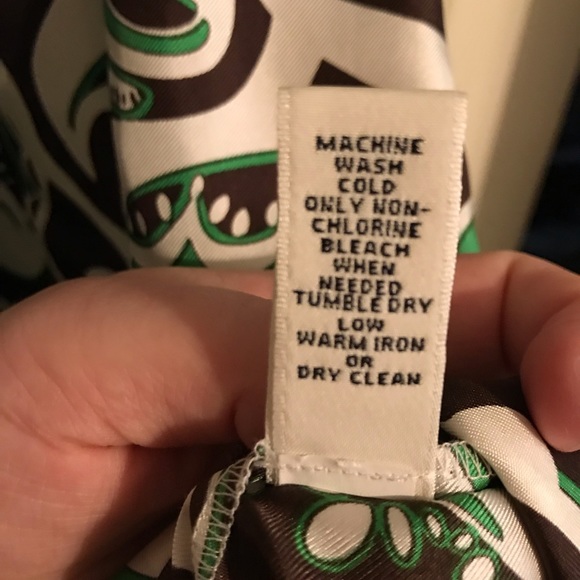 MACHINE
WASH
COLD
ONLY NON-
CHLORINE
BLEACH
WHEN
NEEDED
TUMBLE DRY
LOW
WARM IRON
OR
DRY CLEAN